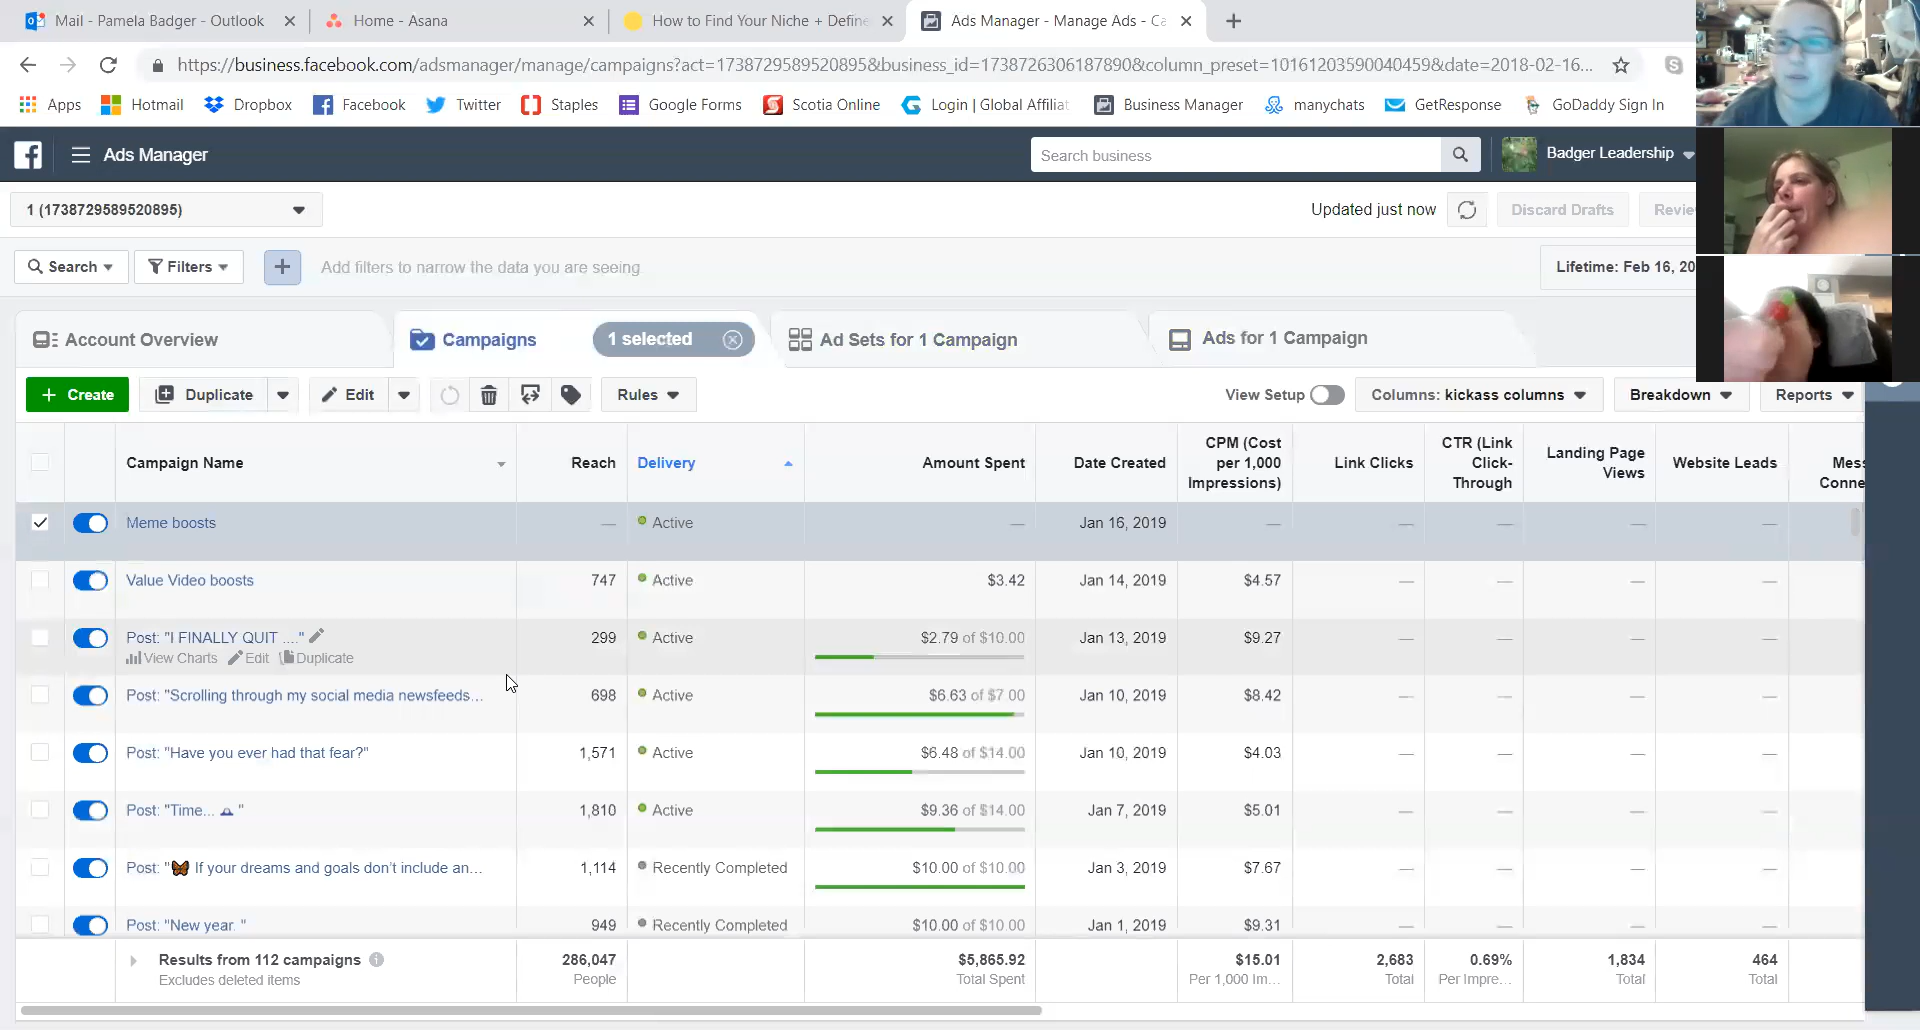 Mail - Pamela Badger - Outlook
Home - Asana
How to Find Your Niche + Define
Ads Manager - Manage Ads - Ca
https://business.facebook.com/adsmanager/manage/campaigns?act=1738729589520895&business_id=1738726306187890&column_preset=10161203590040459&date=2018-02-16...
Apps
Hotmail
Dropbox
Facebook
Twitter
Staples
Google Forms
Scotia Online
Login | Global Affiliat
Business Manager
manychats
GetResponse
GoDaddy Sign In
Ads Manager
Search business
Badger Leadership
1 (1738729589520895)
Updated just now
Discard Drafts
Revie
Search
Filters
Add filters to narrow the data you are seeing
Lifetime: Feb 16, 20
Account Overview
Campaigns
1 selected
Ad Sets for 1 Campaign
Ads for 1 Campaign
Create
Duplicate
Edit
Rules
View Setup
Columns: kickass columns
Breakdown
Reports
Campaign Name
Reach
Delivery
Amount Spent
Date Created
CPM (Cost per 1,000 Impressions)
Link Clicks
CTR (Link Click-Through
Landing Page Views
Website Leads
Mess
Conne
Meme boosts — Active — Jan 16, 2019 — — — — —
Value Video boosts 747 Active $3.42 Jan 14, 2019 $4.57 — — — —
Post: "I FINALLY QUIT ...." 299 Active $2.79 of $10.00 Jan 13, 2019 $9.27 — — — —
View Charts Edit Duplicate
Post: "Scrolling through my social media newsfeeds... 698 Active $6.63 of $7.00 Jan 10, 2019 $8.42 — — — —
Post: "Have you ever had that fear?" 1,571 Active $6.48 of $14.00 Jan 10, 2019 $4.03 — — — —
Post: "Time... " 1,810 Active $9.36 of $14.00 Jan 7, 2019 $5.01 — — — —
Post: "🦋 If your dreams and goals don't include an... 1,114 Recently Completed $10.00 of $10.00 Jan 3, 2019 $7.67 — — — —
Post: "New year. " 949 Recently Completed $10.00 of $10.00 Jan 1, 2019 $9.31 — — — —
Results from 112 campaigns 286,047 $5,865.92 $15.01 2,683 0.69% 1,834 464
Excludes deleted items People Total Spent Per 1,000 Im... Total Per Impre... Total Total